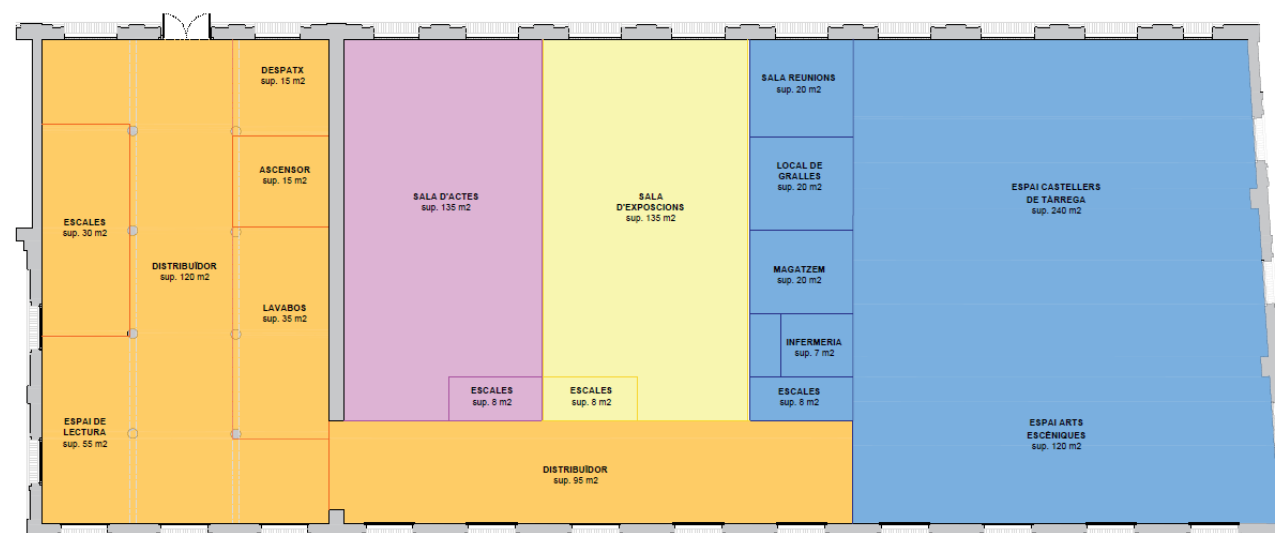 DESPATX
sup. 15 m2
ASCENSOR
sup. 15 m2
ESCALES
sup. 30 m2
DISTRIBUÏDOR
sup. 120 m2
LAVABOS
sup. 35 m2
ESPAI DE
LECTURA
sup. 55 m2
SALA D'ACTES
sup. 135 m2
ESCALES
sup. 8 m2
SALA
D'EXPOSCIONS
sup. 135 m2
ESCALES
sup. 8 m2
DISTRIBUÏDOR
sup. 95 m2
SALA REUNIONS
sup. 20 m2
LOCAL DE
GRALLES
sup. 20 m2
MAGATZEM
sup. 20 m2
INFERMERIA
sup. 7 m2
ESCALES
sup. 8 m2
ESPAI CASTELLERS
DE TÀRREGA
sup. 240 m2
ESPAI ARTS
ESCÈNIQUES
sup. 120 m2